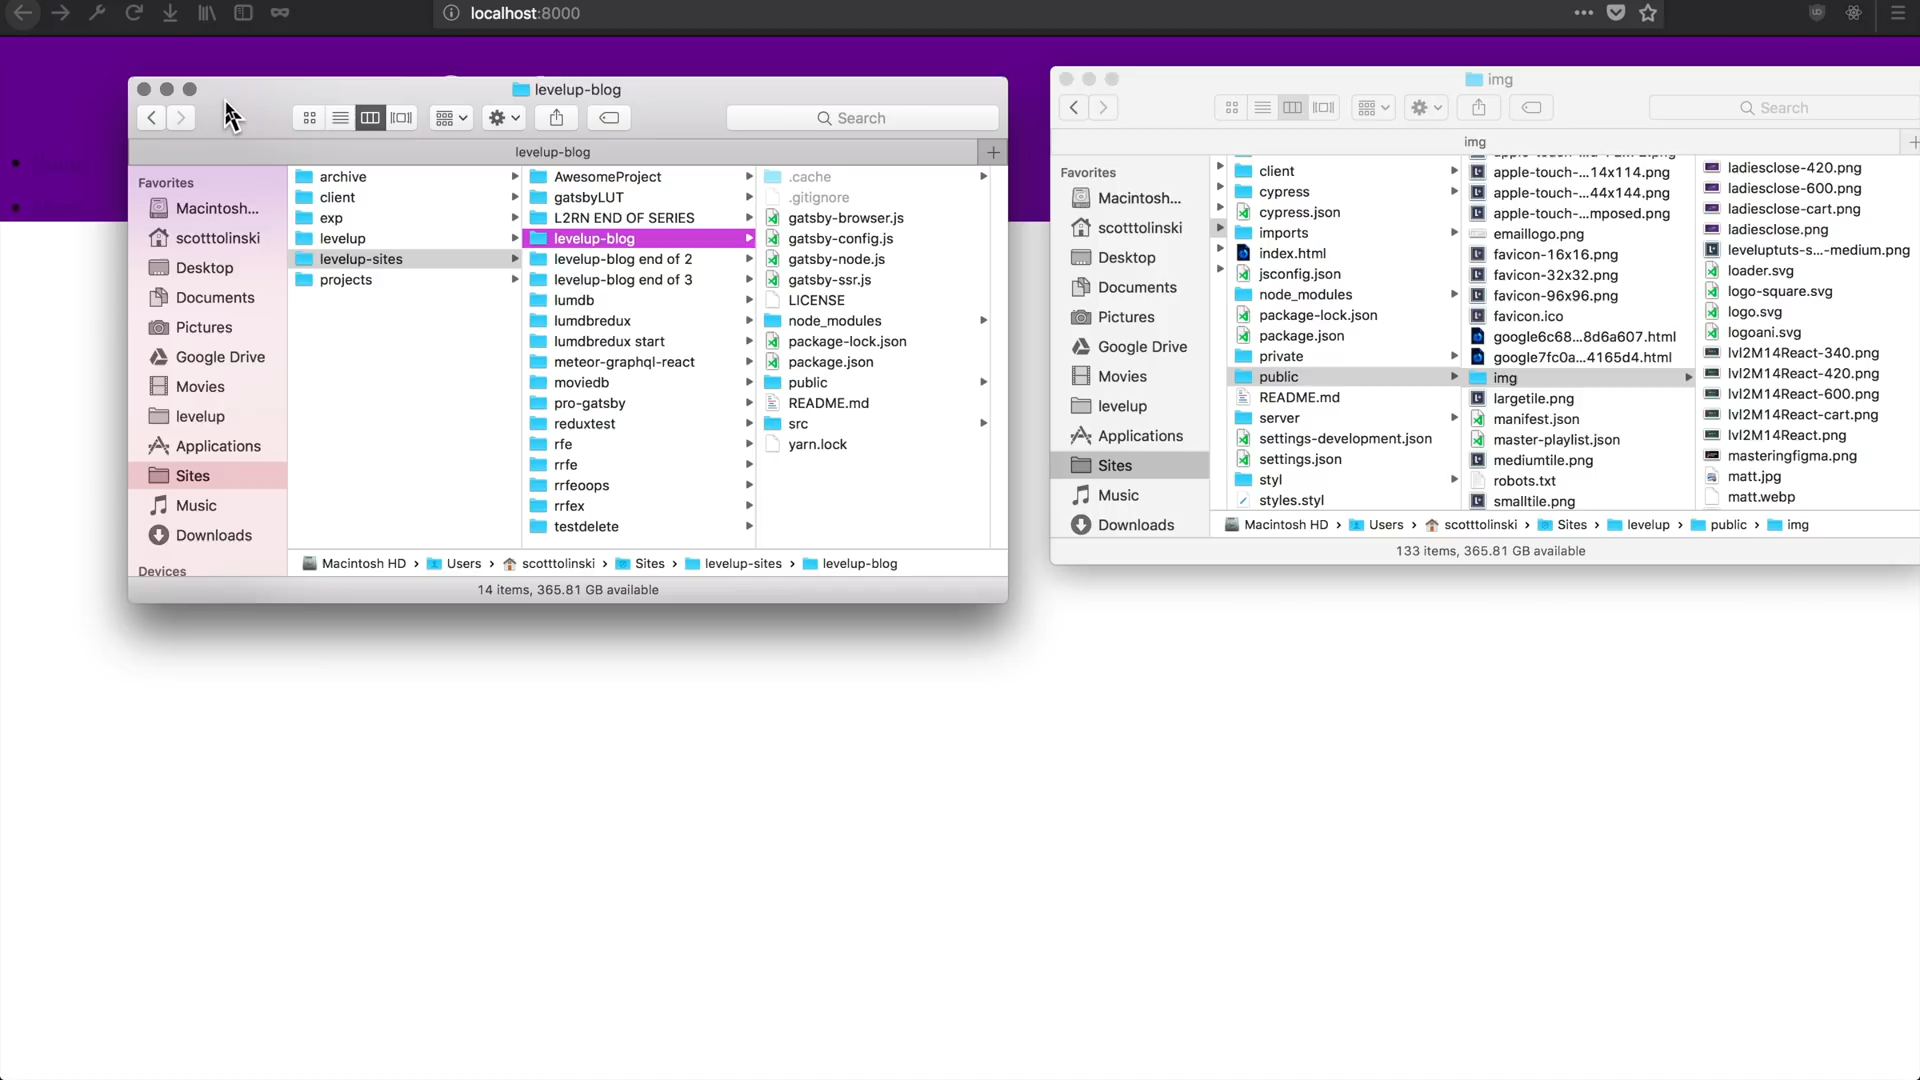 localhost:8000
levelup-blog
Search
levelup-blog
Favorites
Macintosh...
scotttolinski
Desktop
Documents
Pictures
Google Drive
Movies
levelup
Applications
Sites
Music
Downloads
Devices
archive
client
exp
levelup
levelup-sites
projects
AwesomeProject
gatsbyLUT
L2RN END OF SERIES
levelup-blog
levelup-blog end of 2
levelup-blog end of 3
lumdb
lumdbredux
lumdbredux start
meteor-graphql-react
moviedb
pro-gatsby
reduxtest
rfe
rrfe
rrfeoops
rrfex
testdelete
.cache
.gitignore
gatsby-browser.js
gatsby-config.js
gatsby-node.js
gatsby-ssr.js
LICENSE
node_modules
package-lock.json
package.json
public
README.md
src
yarn.lock
Macintosh HD › Users › scotttolinski › Sites › levelup-sites › levelup-blog
14 items, 365.81 GB available
img
Search
img
Favorites
Macintosh...
scotttolinski
Desktop
Documents
Pictures
Google Drive
Movies
levelup
Applications
Sites
Music
Downloads
client
cypress
cypress.json
imports
index.html
jsconfig.json
node_modules
package-lock.json
package.json
private
public
README.md
server
settings-development.json
settings.json
styl
styles.styl
apple-touch-...14x114.png
apple-touch-...44x144.png
apple-touch-...mposed.png
emaillogo.png
favicon-16x16.png
favicon-32x32.png
favicon-96x96.png
favicon.ico
google6c68...8d6a607.html
google7fc0a...4165d4.html
img
largetile.png
manifest.json
master-playlist.json
mediumtile.png
robots.txt
smalltile.png
ladiesclose-420.png
ladiesclose-600.png
ladiesclose-cart.png
ladiesclose.png
leveluptuts-s...-medium.png
loader.svg
logo-square.svg
logo.svg
logoani.svg
lvl2M14React-340.png
lvl2M14React-420.png
lvl2M14React-600.png
lvl2M14React-cart.png
lvl2M14React.png
masteringfigma.png
matt.jpg
matt.webp
Macintosh HD › Users › scotttolinski › Sites › levelup › public › img
133 items, 365.81 GB available